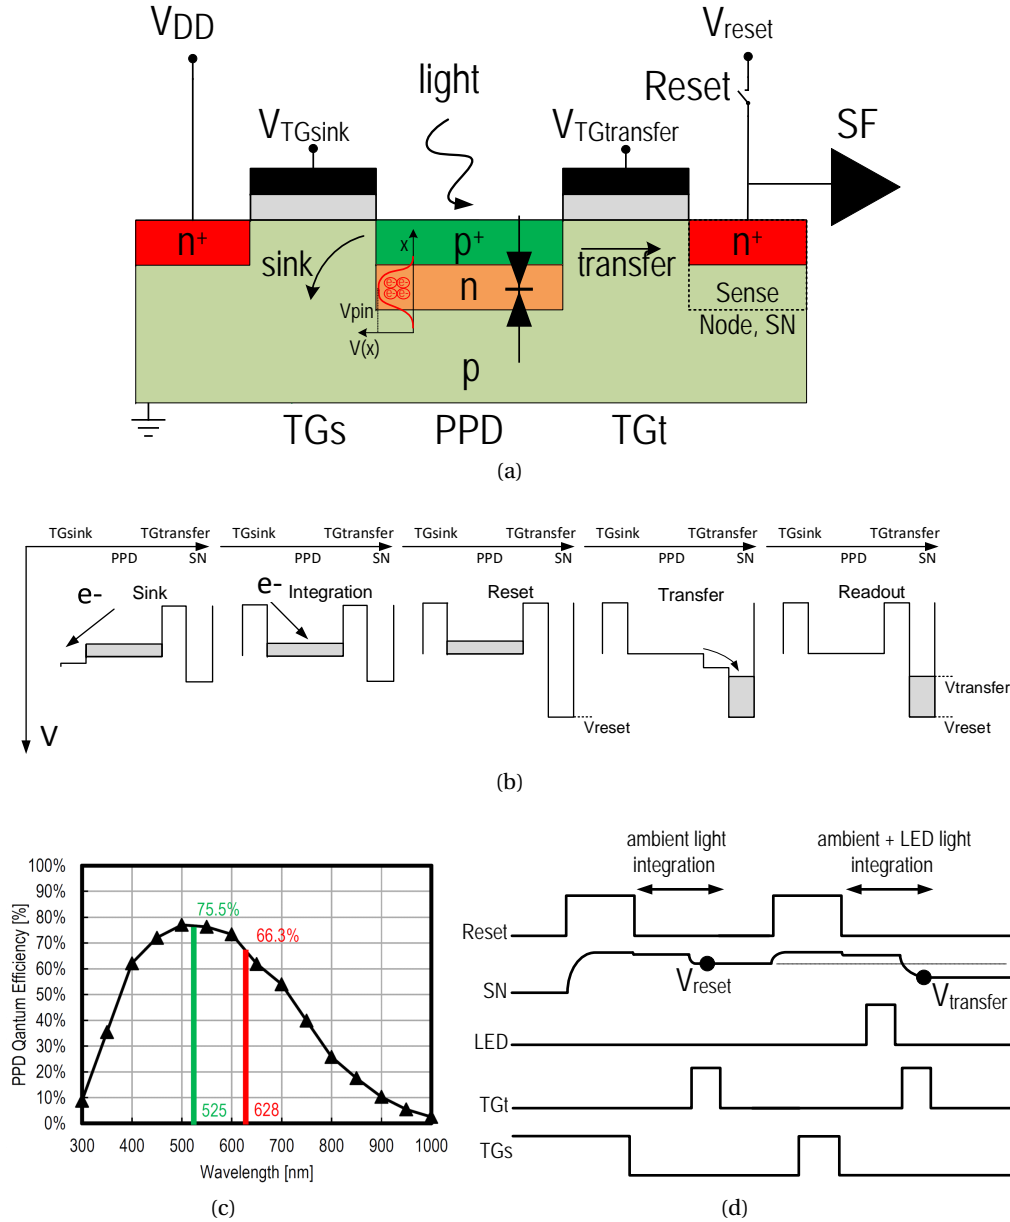 VDD
Vreset
light
Reset
SF
VTGsink
VTGtransfer
n+
p+
n+
x
sink
transfer
n
Sense
Node, SN
Vpin
V(x)
p
TGs
PPD
TGt
(a)
TGsink TGtransfer TGsink TGtransfer TGsink TGtransfer TGsink TGtransfer TGsink TGtransfer
PPD SN PPD SN PPD SN PPD SN PPD SN
e- Sink e- Integration Reset Transfer Readout
Vtransfer
Vreset
Vreset
V
(b)
100%
90%
80%
70%
60%
50%
40%
30%
20%
10%
0%
PPD Qantum Efficiency [%]
75.5%
66.3%
525
628
300 400 500 600 700 800 900 1000
Wavelength [nm]
(c)
ambient light
integration
ambient + LED light
integration
Reset
SN
Vreset
Vtransfer
LED
TGt
TGs
(d)